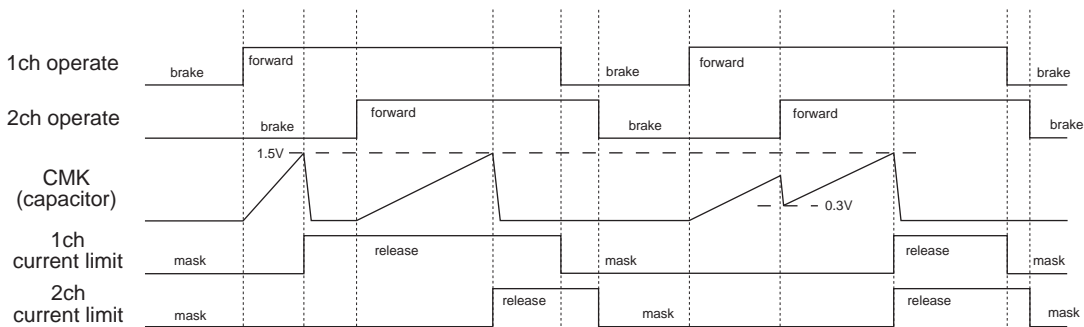 1ch operate
brake
forward
brake
forward
brake
2ch operate
brake
forward
brake
forward
brake
CMK
(capacitor)
1.5V
0.3V
1ch
current limit
mask
release
mask
release
mask
2ch
current limit
mask
release
mask
release
mask